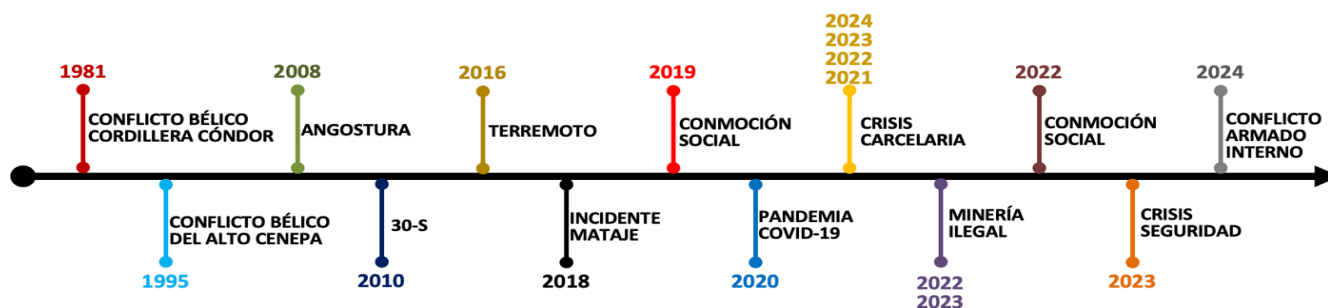 1981
CONFLICTO BÉLICO
CORDILLERA CÓNDOR
CONFLICTO BÉLICO
DEL ALTO CENEPA
1995
2008
ANGOSTURA
30-S
2010
2016
TERREMOTO
INCIDENTE
MATAJE
2018
2019
CONMOCIÓN
SOCIAL
PANDEMIA
COVID-19
2020
2024
2023
2022
2021
CRISIS
CARCELARIA
MINERÍA
ILEGAL
2022
2023
2022
CONMOCIÓN
SOCIAL
CRISIS
SEGURIDAD
2023
2024
CONFLICTO
ARMADO
INTERNO